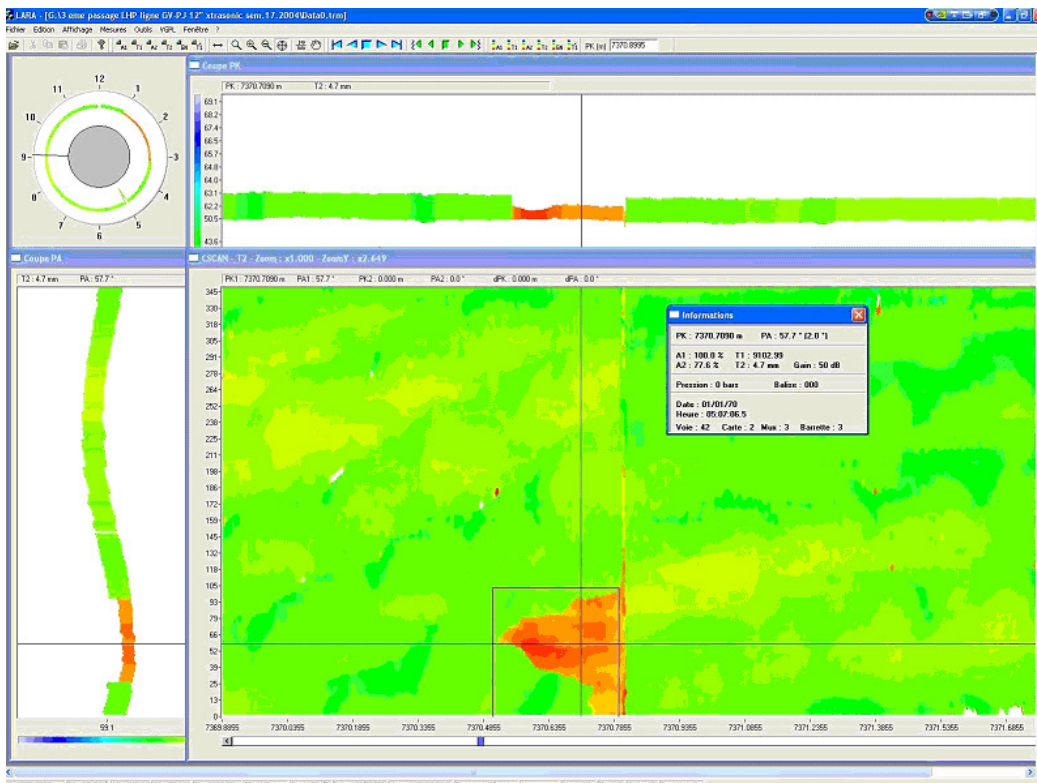 LARA - [G:\3 eme passage LHP ligne GV-PJ 12" xtrasonic sem.17.2004\Data0.trm]
Fichier Edition Affichage Mesures Outils VGPL Fenêtre ?
A1 T1 A2 T2 PK (m) 7370.8995
Coupe PK
PK : 7370.7090 m T2 : 4.7 mm
12
11 1
10 2
9 3
8 4
7 5
6
69.1
68.2
67.4
66.5
65.7
64.8
64.0
63.1
62.2
50.5
43.6
Coupe PA
T2 : 4.7 mm PA : 57.7 °
59.1
CSCAN - T2 - Zoom : x1.000 - ZoomY : x2.649
PK1 : 7370.7090 m PA1 : 57.7 ° PK2 : 0.000 m PA2 : 0.0 ° dPK : 0.000 m dPA : 0.0 °
345
330
318
305
291
278
264
252
238
225
211
198
186
172
159
145
132
118
105
93
79
66
52
39
25
13
0
7369.8855 7370.0355 7370.1855 7370.3355 7370.4855 7370.6355 7370.7855 7370.9355 7371.0855 7371.2355 7371.3855 7371.5355 7371.6855
Informations
PK : 7370.7090 m PA : 57.7 ° (2.0 °)
A1 : 100.0 % T1 : 9102.99
A2 : 77.6 % T2 : 4.7 mm Gain : 50 dB
Pression : 0 bars Balise : 000
Date : 01/01/70
Heure : 05:07:06.5
Voie : 42 Carte : 2 Mux : 3 Barrette : 3